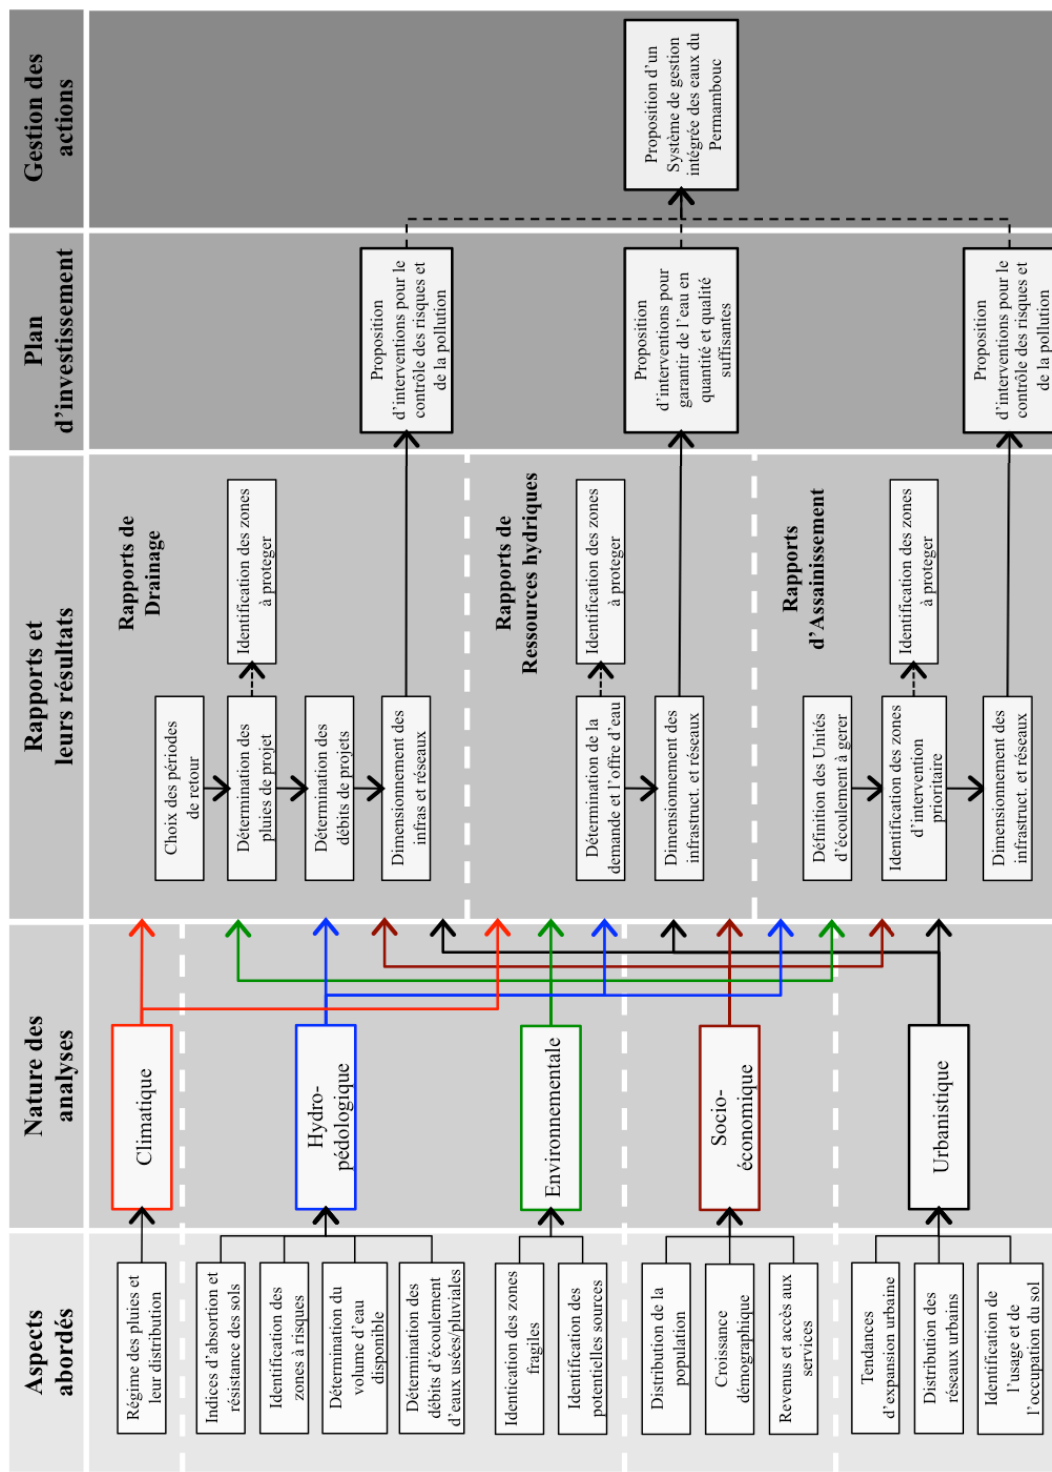 Aspects
abordés
Régime des pluies et
leur distribution
Indices d'absortion et
résistance des sols
Identification des
zones à risques
Détermination du
volume d'eau
disponible
Détermination des
débits d'écoulement
d'eaux usées/pluviales
Identication des zones
fragiles
Identification des
potentielles sources
Distribution de la
population
Croissance
démographique
Revenus et accès aux
services
Tendances
d'expansion urbaine
Distribution des
réseaux urbains
Identification de
l'usage et de
l'occupation du sol
Nature des
analyses
Climatique
Hydro-
pédologique
Environnementale
Socio-
économique
Urbanistique
Rapports et
leurs résultats
Rapports de
Drainage
Choix des périodes
de retour
Détermination des
pluies de projet
Identification des zones
à proteger
Détermination des
débits de projets
Dimensionnement des
infras et réseaux
Rapports de
Ressources hydriques
Détermination de la
demande et l'offre d'eau
Identification des zones
à proteger
Dimensionnement des
infrastruct. et réseaux
Rapports
d'Assainissement
Définition des Unités
d'écoulement à gerer
Identification des zones
d'intervention
prioritaire
Identification des zones
à proteger
Dimensionnement des
infrastruct. et réseaux
Plan
d'investissement
Proposition
d'interventions pour le
contrôle des risques et
de la pollution
Proposition
d'interventions pour
garantir de l'eau en
quantité et qualité
suffisantes
Proposition
d'interventions pour le
contrôle des risques et
de la pollution
Gestion des
actions
Proposition d'un
Système de gestion
intégrée des eaux du
Permambouc